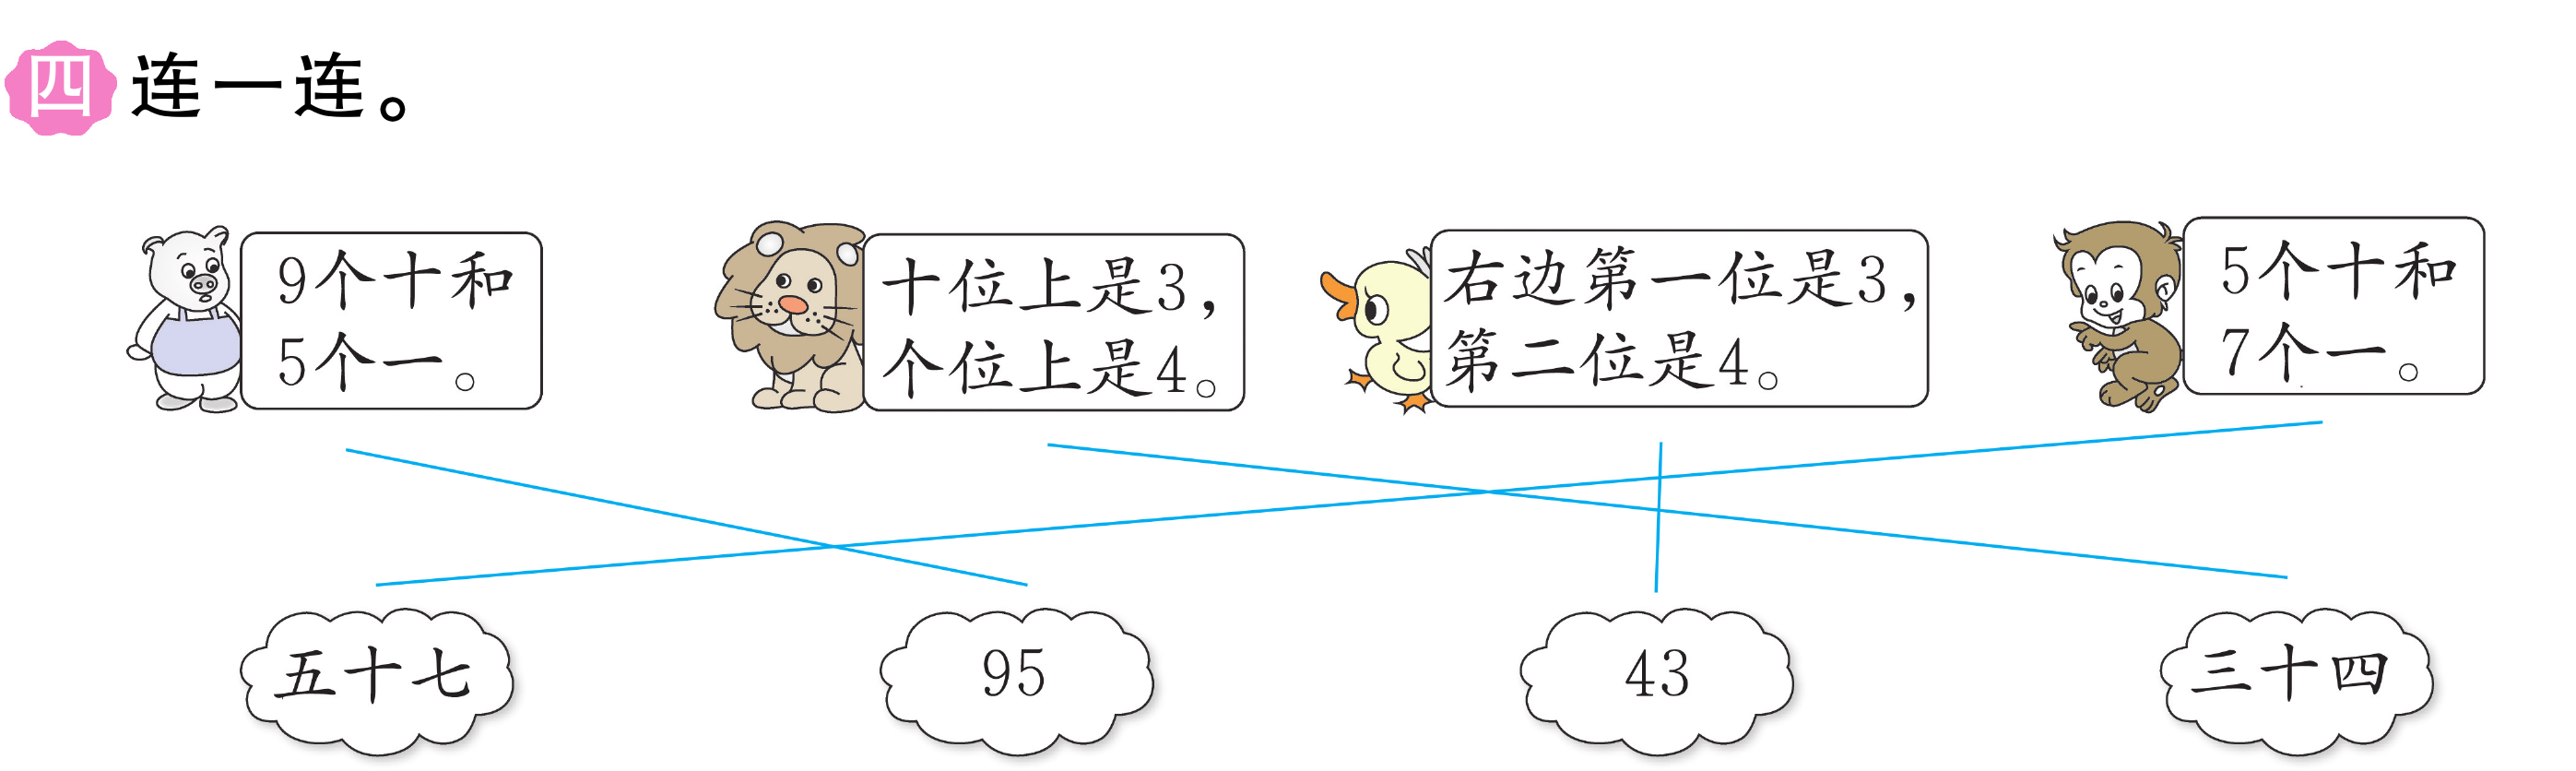 四 连一连。
9个十和
5个一。
十位上是3，
个位上是4。
右边第一位是3，
第二位是4。
5个十和
7个一。
五十七
95
43
三十四